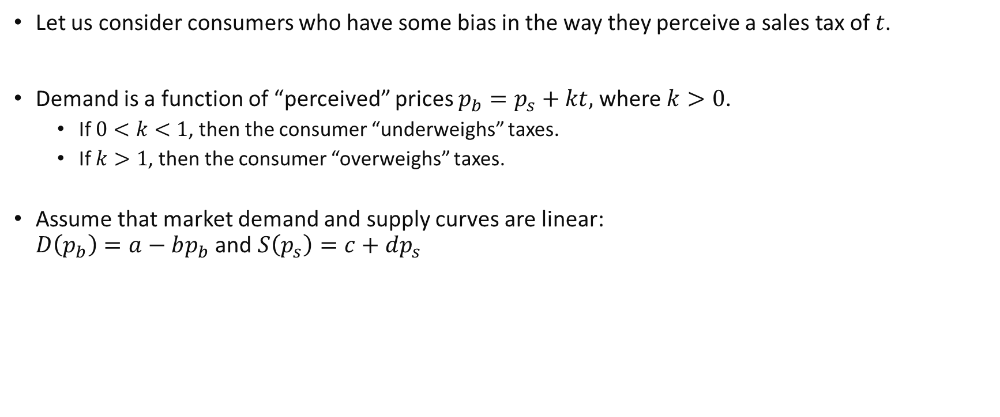 • Let us consider consumers who have some bias in the way they perceive a sales tax of 𝑡.
• Demand is a function of “perceived” prices 𝑝_𝑏 = 𝑝_𝑠 + 𝑘𝑡, where 𝑘 > 0.
• If 0 < 𝑘 < 1, then the consumer “underweighs” taxes.
• If 𝑘 > 1, then the consumer “overweighs” taxes.
• Assume that market demand and supply curves are linear:
𝐷(𝑝_𝑏) = 𝑎 − 𝑏𝑝_𝑏 and 𝑆(𝑝_𝑠) = 𝑐 + 𝑑𝑝_𝑠